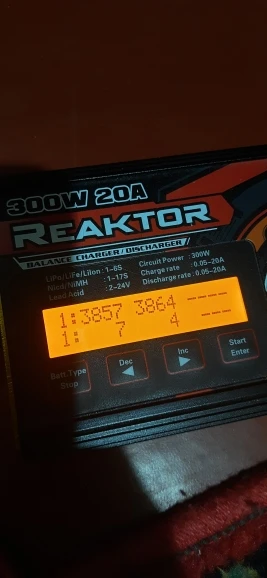 300W 20A
REAKTOR
BALANCE CHARGER/DISCHARGER
LiPo/LiFe/LiIon :1-6S
Nicd/NiMH :1-17S
Lead Acid :2-24V
Circuit Power :300W
Charge rate :0.05-20A
Discharge rate :0.05-20A
1:3857 3864 ----
1: 7 4 ----
Batt.Type
Stop
Dec
Inc
Start
Enter